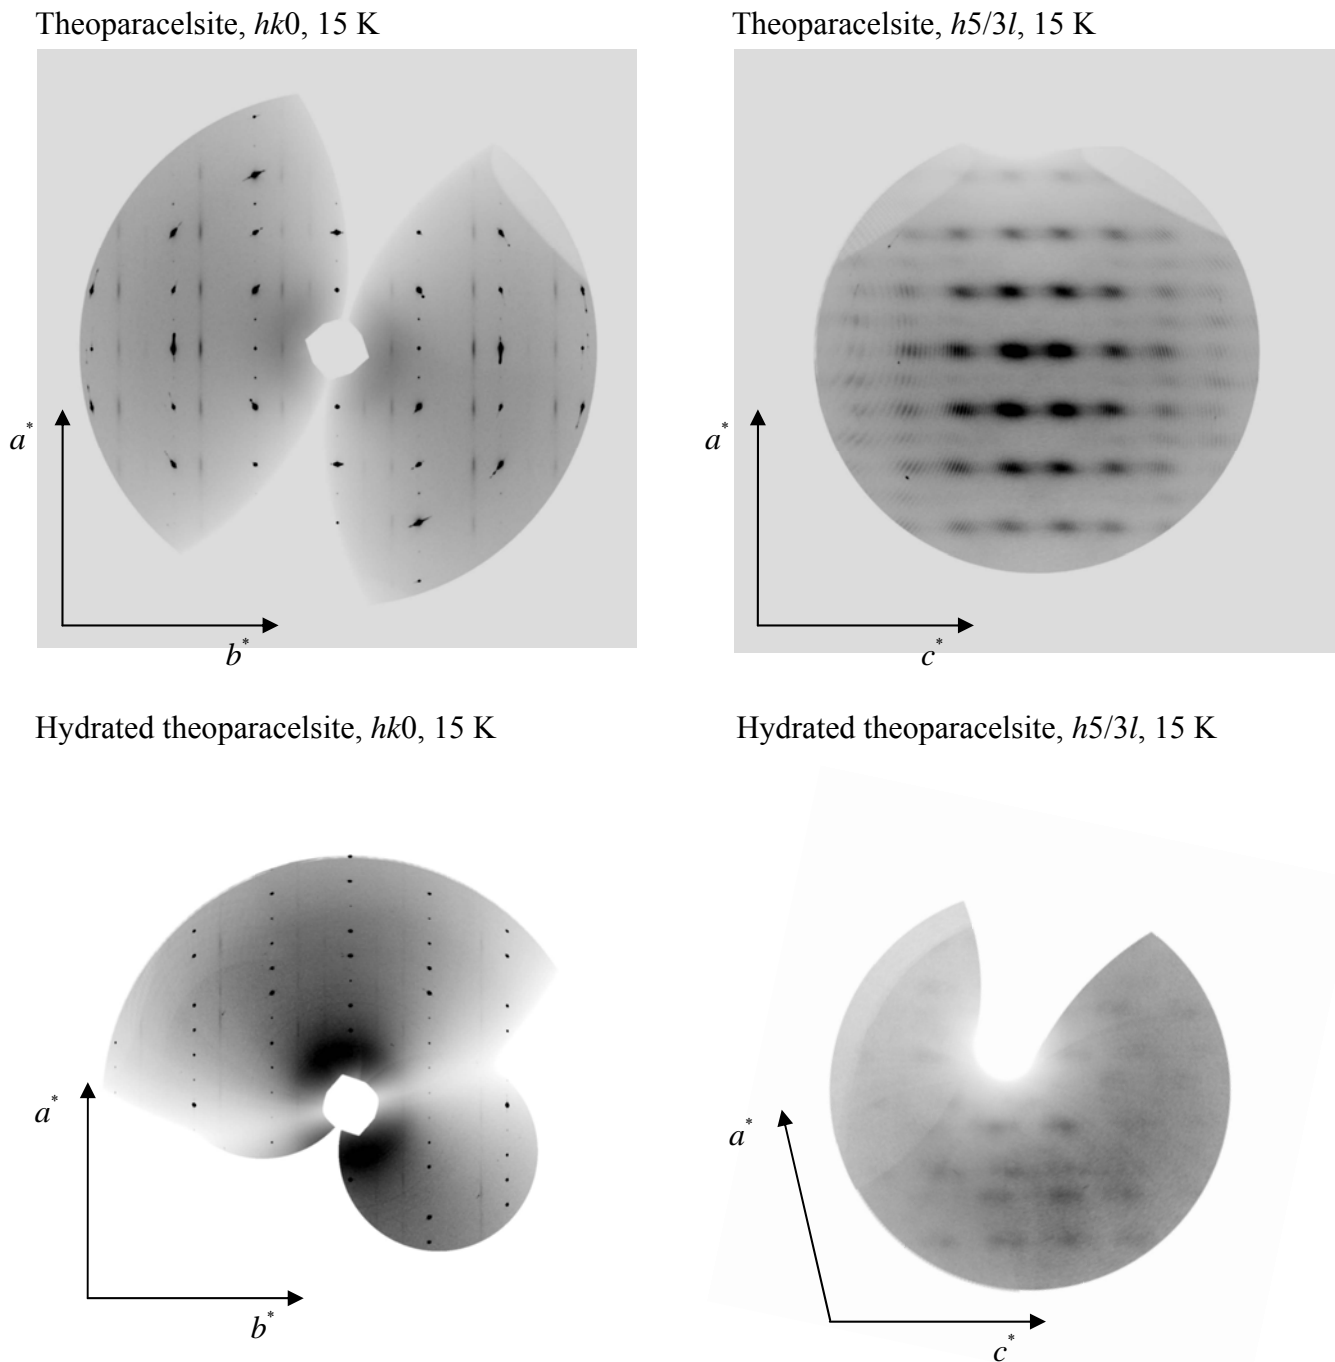 Theoparacelsite, hk0, 15 K
Theoparacelsite, h5/3l, 15 K
a*
b*
a*
c*
Hydrated theoparacelsite, hk0, 15 K
Hydrated theoparacelsite, h5/3l, 15 K
a*
b*
a*
c*